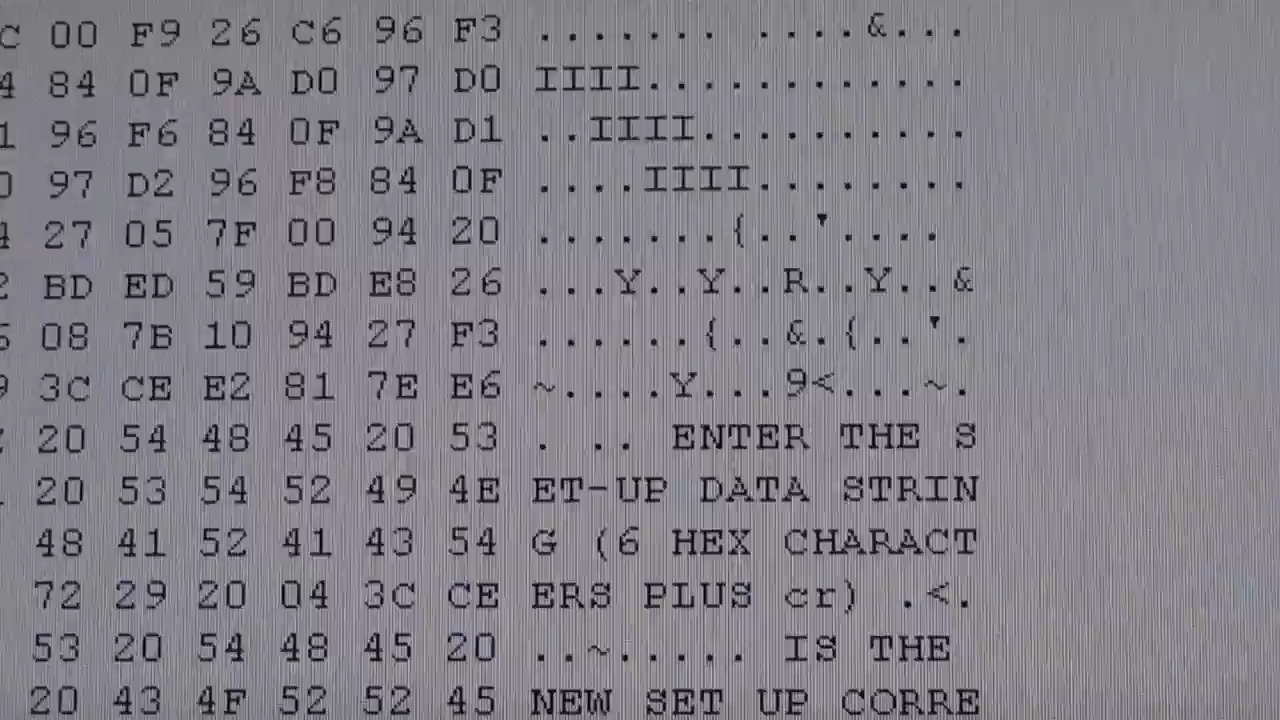 C 00 F9 26 C6 96 F3 ....... ....&...
4 84 0F 9A D0 97 D0 IIII............
1 96 F6 84 0F 9A D1 ..IIII..........
97 D2 96 F8 84 0F ....IIII........
4 27 05 7F 00 94 20 .......{..'....
BD ED 59 BD E8 26 ...Y..Y..R..Y..&
08 7B 10 94 27 F3 ......{..&.{..'.
9 3C CE E2 81 7E E6 ~....Y...9<...~.
20 54 48 45 20 53 . .. ENTER THE S
20 53 54 52 49 4E ET-UP DATA STRIN
48 41 52 41 43 54 G (6 HEX CHARACT
72 29 20 04 3C CE ERS PLUS cr) .<.
53 20 54 48 45 20 ..~..... IS THE
20 43 4F 52 52 45 NEW SET UP CORRE